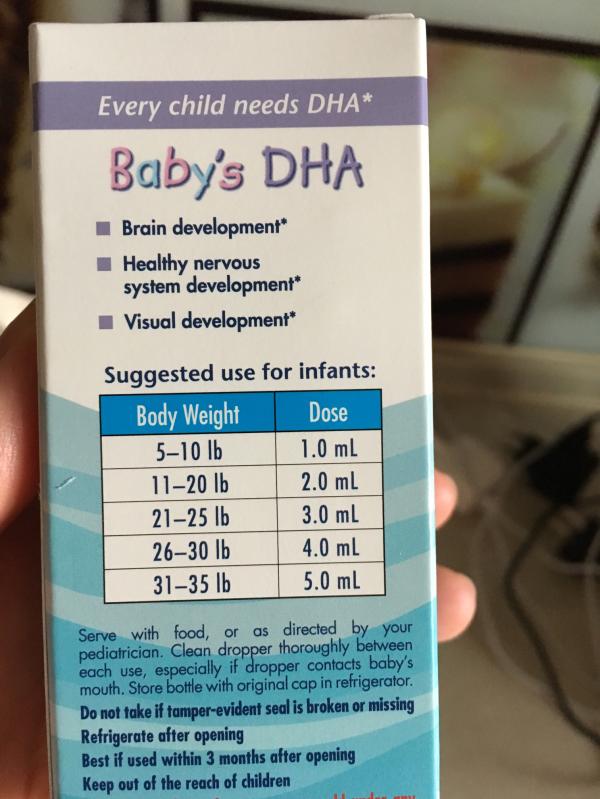 Every child needs DHA*
Baby's DHA
Brain development*
Healthy nervous
system development*
Visual development*
Suggested use for infants:
Body Weight Dose
5–10 lb 1.0 mL
11–20 lb 2.0 mL
21–25 lb 3.0 mL
26–30 lb 4.0 mL
31–35 lb 5.0 mL
Serve with food, or as directed by your
pediatrician. Clean dropper thoroughly between
each use, especially if dropper contacts baby's
mouth. Store bottle with original cap in refrigerator.
Do not take if tamper-evident seal is broken or missing
Refrigerate after opening
Best if used within 3 months after opening
Keep out of the reach of children